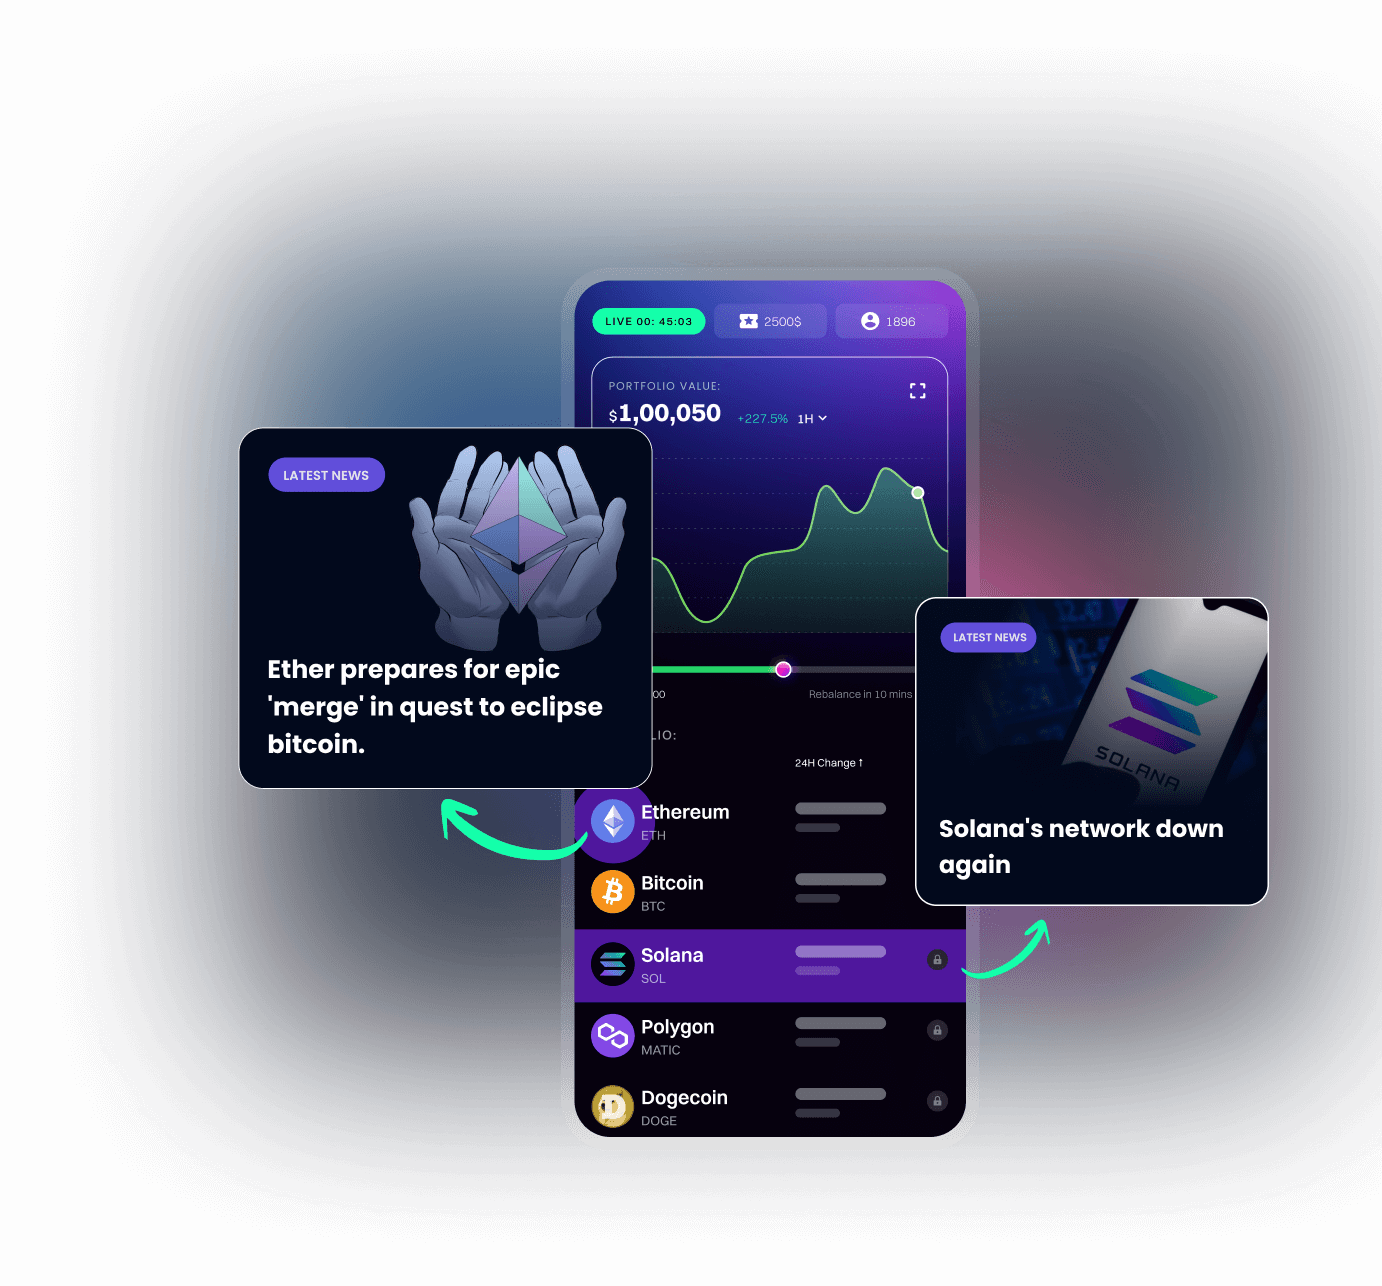 LIVE 00: 45:03
2500$
1896
PORTFOLIO VALUE:
$1,00,050
+227.5%
1H
LATEST NEWS
Ether prepares for epic
'merge' in quest to eclipse
bitcoin.
LATEST NEWS
SOLANA
Solana's network down
again
00
Rebalance in 10 mins
LIO:
24H Change ↑
Ethereum
ETH
Bitcoin
BTC
Solana
SOL
Polygon
MATIC
Dogecoin
DOGE